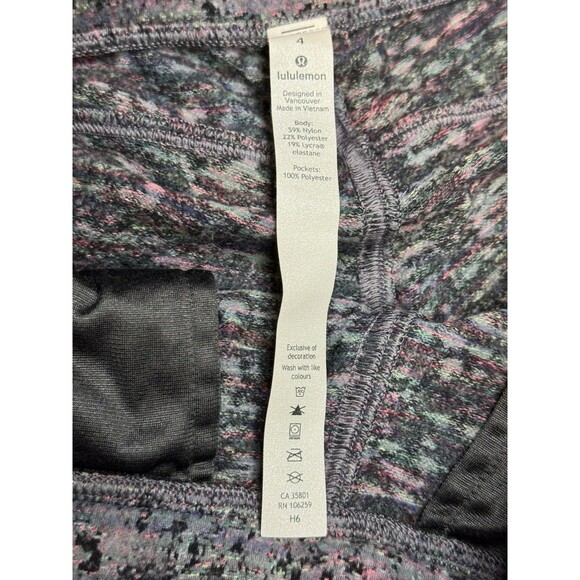 4
lululemon
Designed in
Vancouver
Made in Vietnam
Body:
59% Nylon
22% Polyester
19% Lycra®
elastane
Pockets:
100% Polyester
Exclusive of
decoration
Wash with like
colours
CA 35801
RN 106259
H6